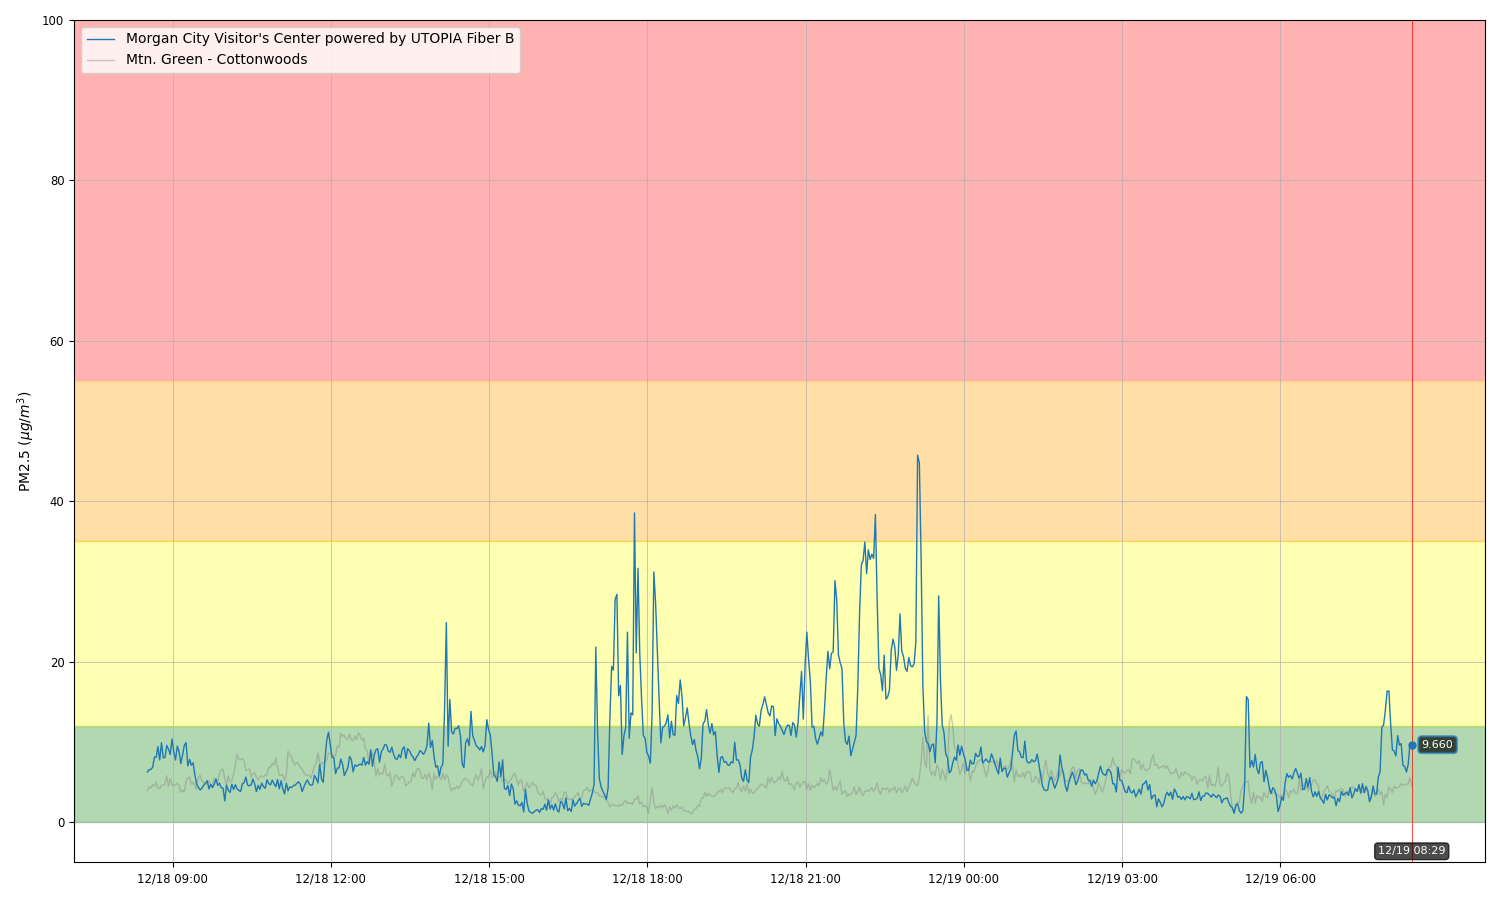 100
Morgan City Visitor's Center powered by UTOPIA Fiber B
Mtn. Green - Cottonwoods
80
60
PM2.5 (μg/m³)
40
20
9.660
0
12/19 08:29
12/18 09:00 12/18 12:00 12/18 15:00 12/18 18:00 12/18 21:00 12/19 00:00 12/19 03:00 12/19 06:00